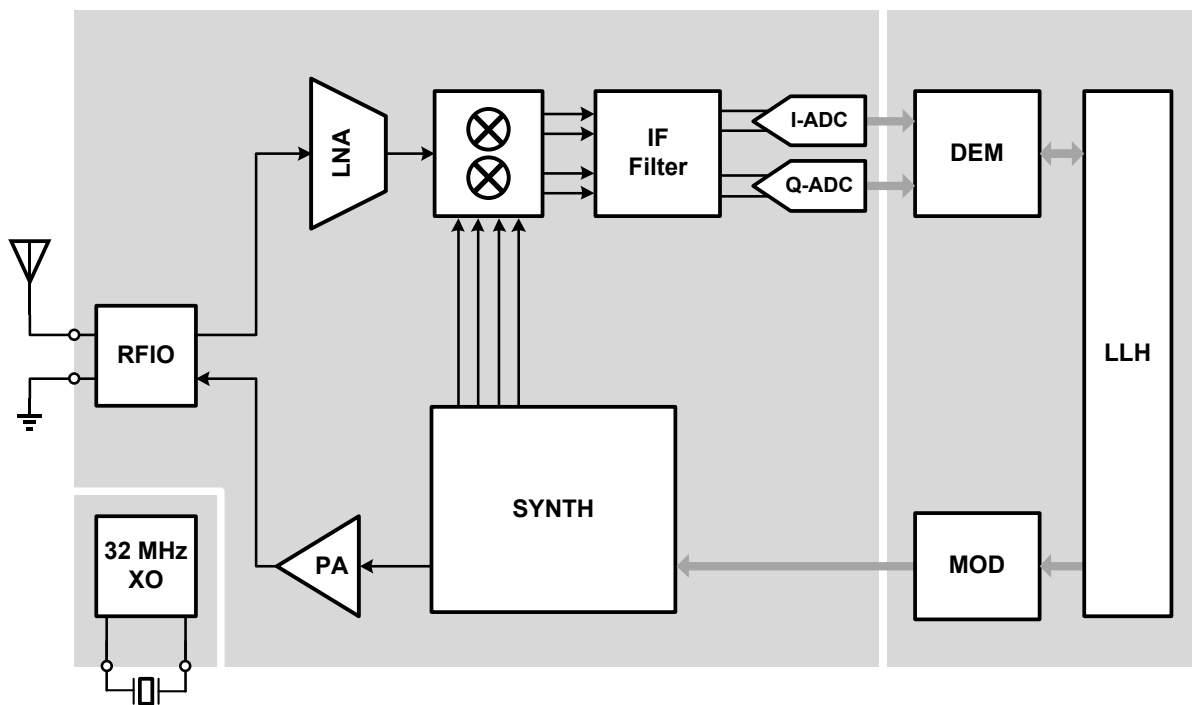 LNA
IF
Filter
I-ADC
Q-ADC
DEM
LLH
RFIO
SYNTH
PA
MOD
32 MHz
XO